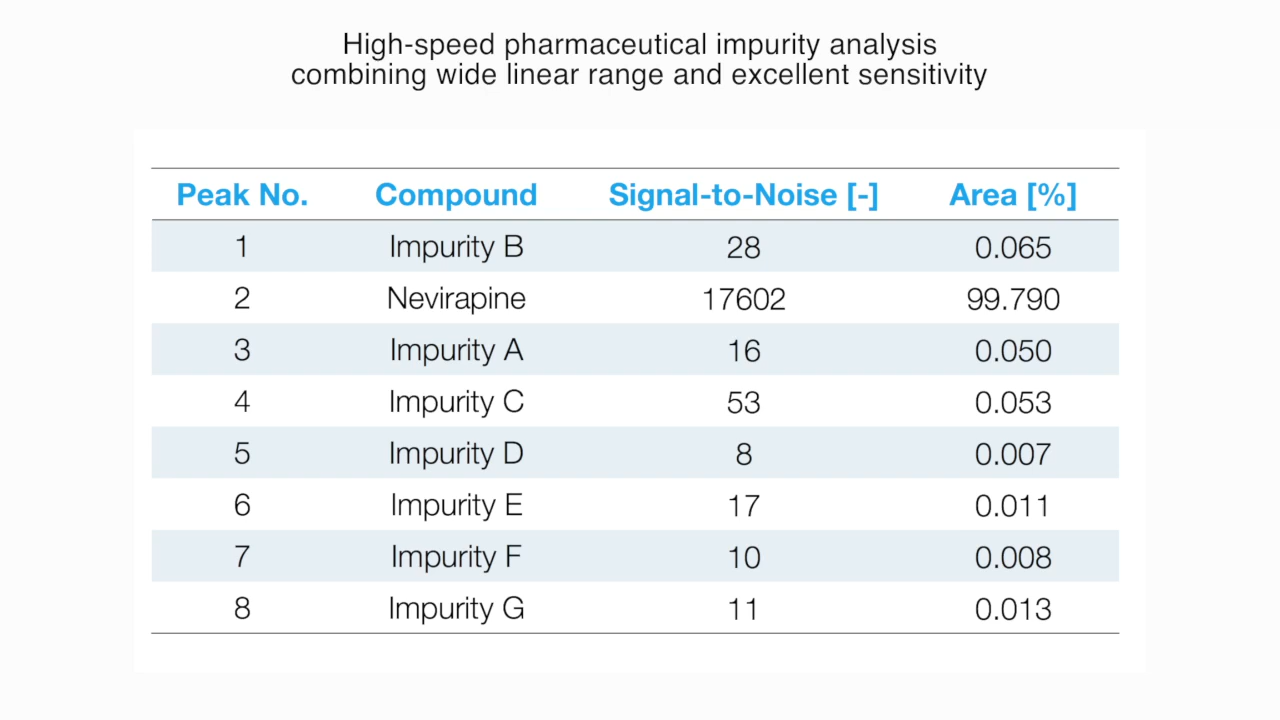 High-speed pharmaceutical impurity analysis
combining wide linear range and excellent sensitivity
Peak No. Compound Signal-to-Noise [-] Area [%]
1 Impurity B 28 0.065
2 Nevirapine 17602 99.790
3 Impurity A 16 0.050
4 Impurity C 53 0.053
5 Impurity D 8 0.007
6 Impurity E 17 0.011
7 Impurity F 10 0.008
8 Impurity G 11 0.013